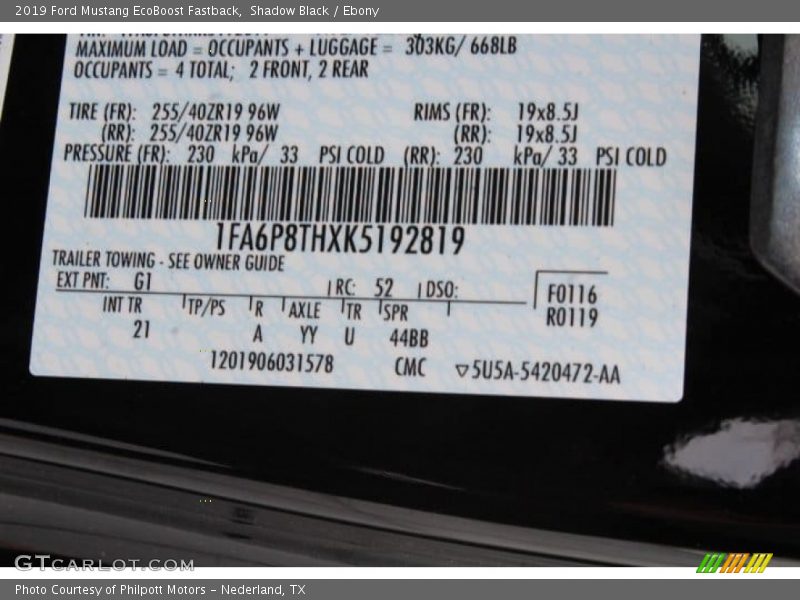 2019 Ford Mustang EcoBoost Fastback, Shadow Black / Ebony
MAXIMUM LOAD = OCCUPANTS + LUGGAGE = 303KG/ 668LB
OCCUPANTS = 4 TOTAL; 2 FRONT, 2 REAR
TIRE (FR): 255/40ZR19 96W RIMS (FR): 19x8.5J
(RR): 255/40ZR19 96W (RR): 19x8.5J
PRESSURE (FR): 230 kPa/ 33 PSI COLD (RR): 230 kPa/ 33 PSI COLD
1FA6P8THXK5192819
TRAILER TOWING - SEE OWNER GUIDE
EXT PNT: G1 RC: 52 DSO:
F0116
INT TR TP/PS R AXLE TR SPR
R0119
21 A YY U 44BB
1201906031578 CMC ▽5U5A-5420472-AA
GTCARLOT.COM
Photo Courtesy of Philpott Motors - Nederland, TX